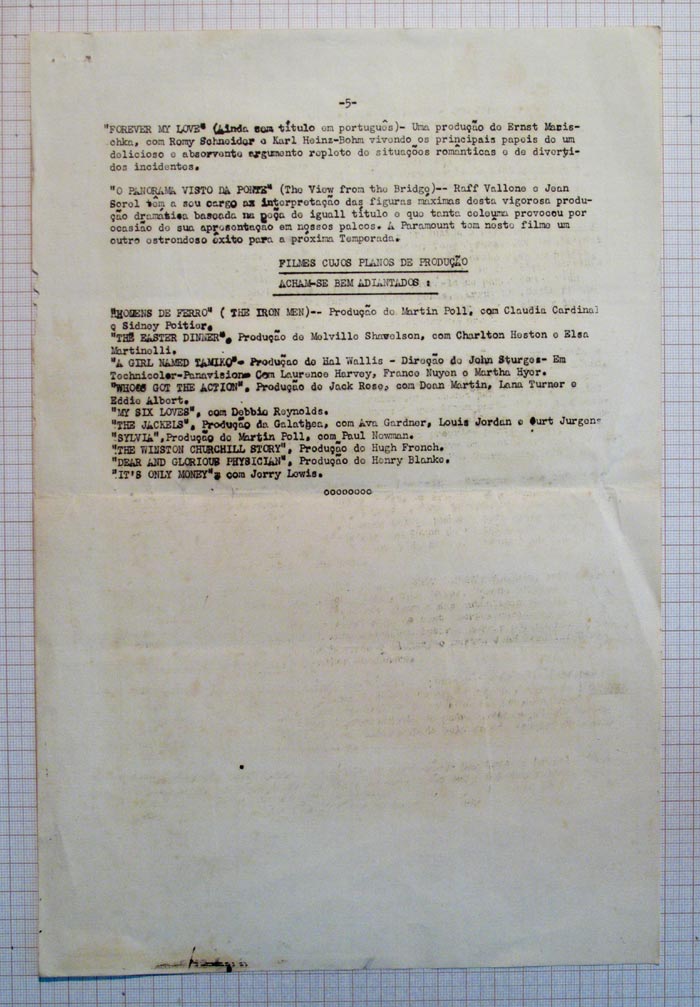 -5-
"FOREVER MY LOVE" (Ainda sem título em português)- Uma produção de Ernst Maris-
chka, com Romy Schneider e Karl Heinz-Bohm vivendo os principais papeis de um
delicioso e absorvente argumento repleto de situações românticas e de diverti-
dos incidentes.
"O PANORAMA VISTO DA PONTE" (The View from the Bridge)-- Raff Vallone e Jean
Sorel têm a seu cargo as interpretação das figuras máximas desta vigorosa produ-
ção dramática baseada na peça de iguall título e que tanta celeuma provocou por
ocasião de sua apresentação em nossos palcos. A Paramount tem neste filme um
outro estrondoso êxito para a próxima Temporada.
FILMES CUJOS PLANOS DE PRODUÇÃO
ACHAM-SE BEM ADIANTADOS :
"HOMENS DE FERRO" ( THE IRON MEN)-- Produção de Martin Poll, com Claudia Cardinal
e Sidney Poitier.
"THE EASTER DINNER", Produção de Melville Shavelson, com Charlton Heston e Elsa
Martinelli.
"A GIRL NAMED TAMIKO"- Produção de Hal Wallis - Direção de John Sturges- Em
Technicolor-Panavision- Com Laurence Harvey, France Nuyen e Martha Hyer.
"WHOSS GOT THE ACTION", Produção de Jack Rose, com Dean Martin, Lana Turner e
Eddie Albert.
"MY SIX LOVES", com Debbie Reynolds.
"THE JACKELS", Produção da Galathea, com Ava Gardner, Louis Jordan e Curt Jurgens
"SYLVIA",Produção de Martin Poll, com Paul Newman.
"THE WINSTON CHURCHILL STORY", Produção de Hugh French.
"DEAR AND GLORIOUS PHYSICIAN", Produção de Henry Blanke.
"IT'S ONLY MONEY", com Jerry Lewis.
oooooooo